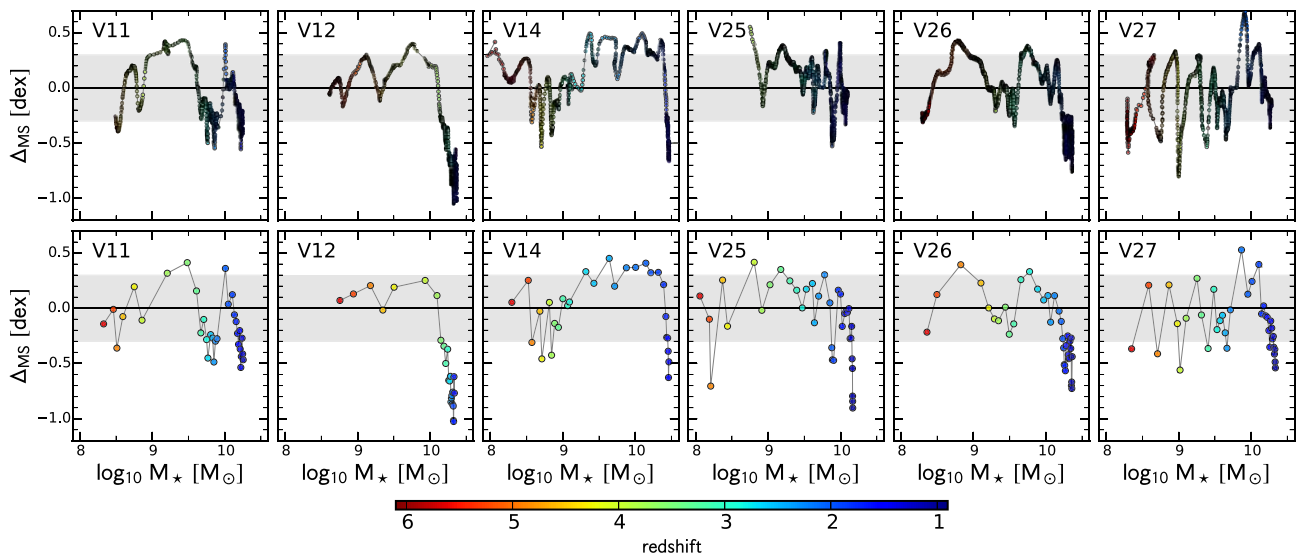 V11 V12 V14 V25 V26 V27
Δ_MS [dex]
0.5
0.0
−0.5
−1.0
V11 V12 V14 V25 V26 V27
Δ_MS [dex]
0.5
0.0
−0.5
−1.0
8 9 10 8 9 10 8 9 10 8 9 10 8 9 10 8 9 10
log₁₀ M⋆ [M⊙] log₁₀ M⋆ [M⊙] log₁₀ M⋆ [M⊙] log₁₀ M⋆ [M⊙] log₁₀ M⋆ [M⊙] log₁₀ M⋆ [M⊙]
6 5 4 3 2 1
redshift